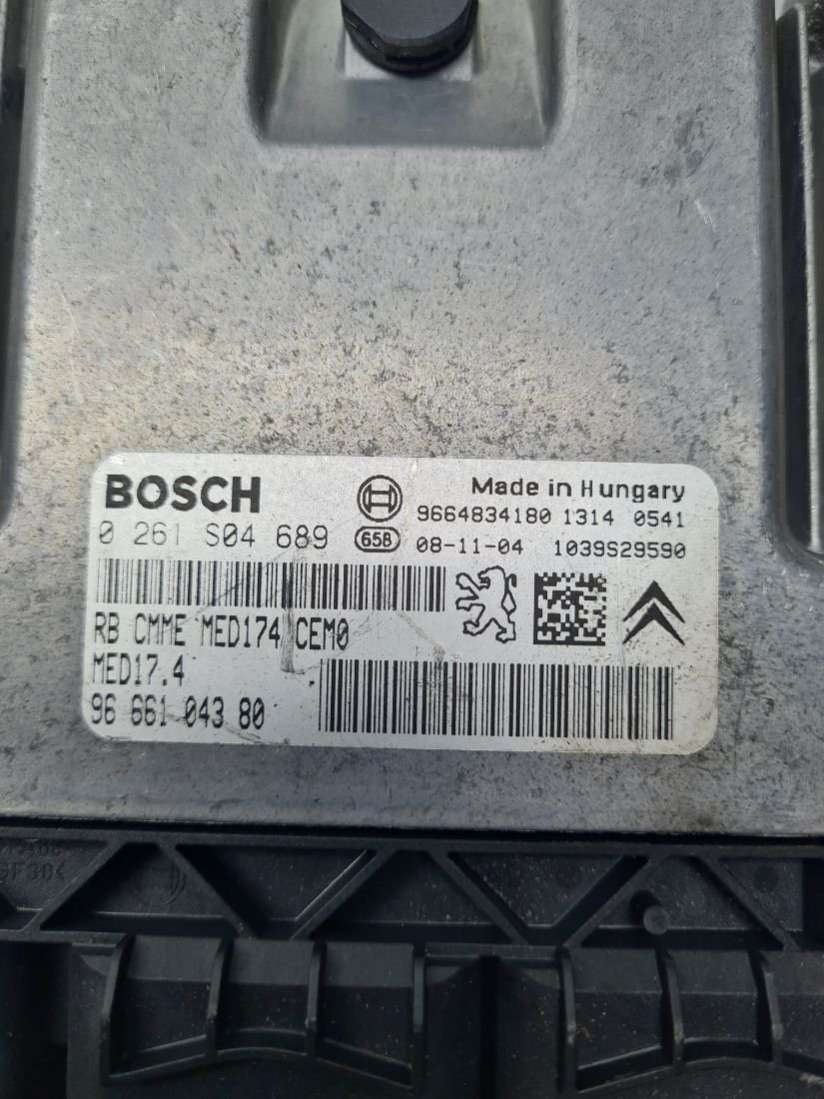 BOSCH
Made in Hungary
9664834180 1314 0541
0 261 S04 689
65B 08-11-04 1039S29590
RB CMME MED174 CEM0
MED17.4
96 661 043 80